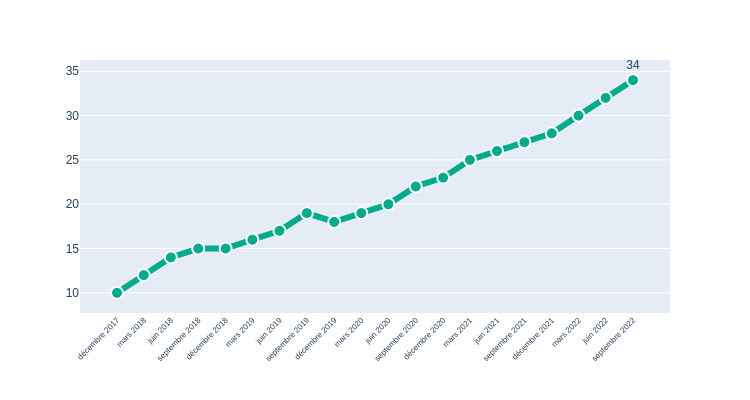 34
35
30
25
20
15
10
décembre 2017
mars 2018
juin 2018
septembre 2018
décembre 2018
mars 2019
juin 2019
septembre 2019
décembre 2019
mars 2020
juin 2020
septembre 2020
décembre 2020
mars 2021
juin 2021
septembre 2021
décembre 2021
mars 2022
juin 2022
septembre 2022